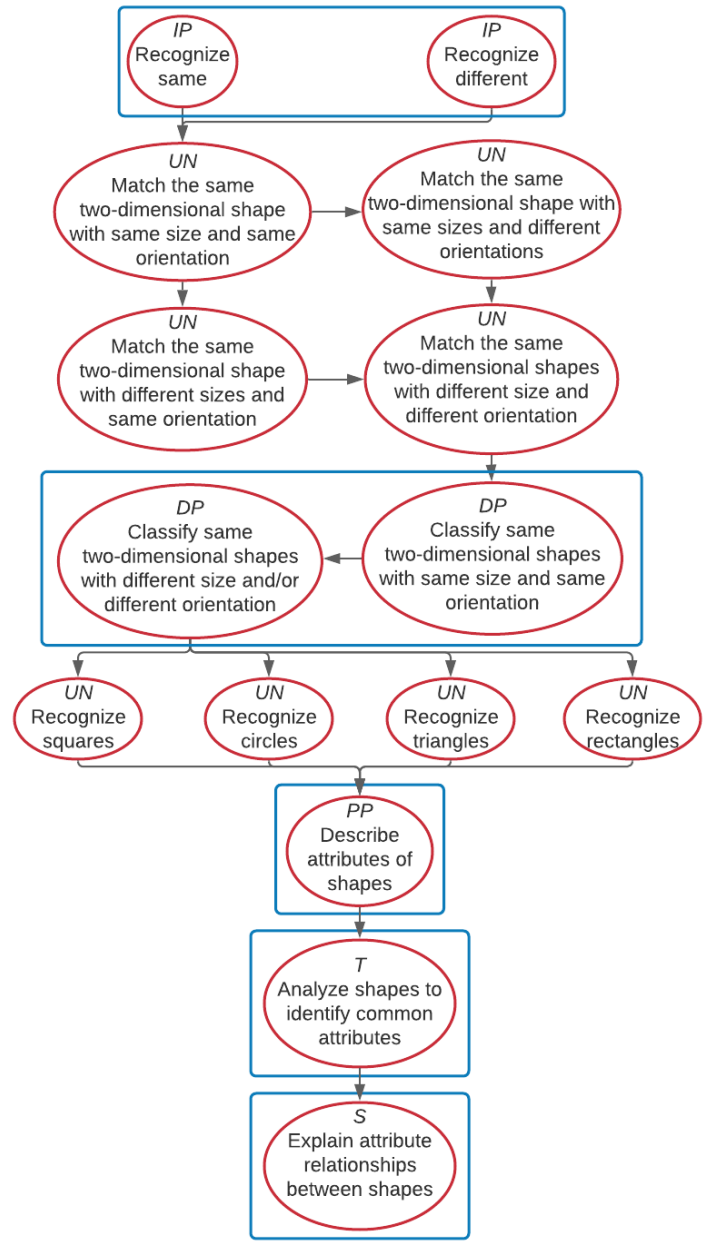 IP
Recognize
same
IP
Recognize
different
UN
Match the same
two-dimensional shape
with same size and same
orientation
UN
Match the same
two-dimensional shape with
same sizes and different
orientations
UN
Match the same
two-dimensional shape
with different sizes and
same orientation
UN
Match the same
two-dimensional shapes
with different size and
different orientation
DP
Classify same
two-dimensional shapes
with different size and/or
different orientation
DP
Classify same
two-dimensional shapes
with same size and same
orientation
UN
Recognize
squares
UN
Recognize
circles
UN
Recognize
triangles
UN
Recognize
rectangles
PP
Describe
attributes of
shapes
T
Analyze shapes to
identify common
attributes
S
Explain attribute
relationships
between shapes